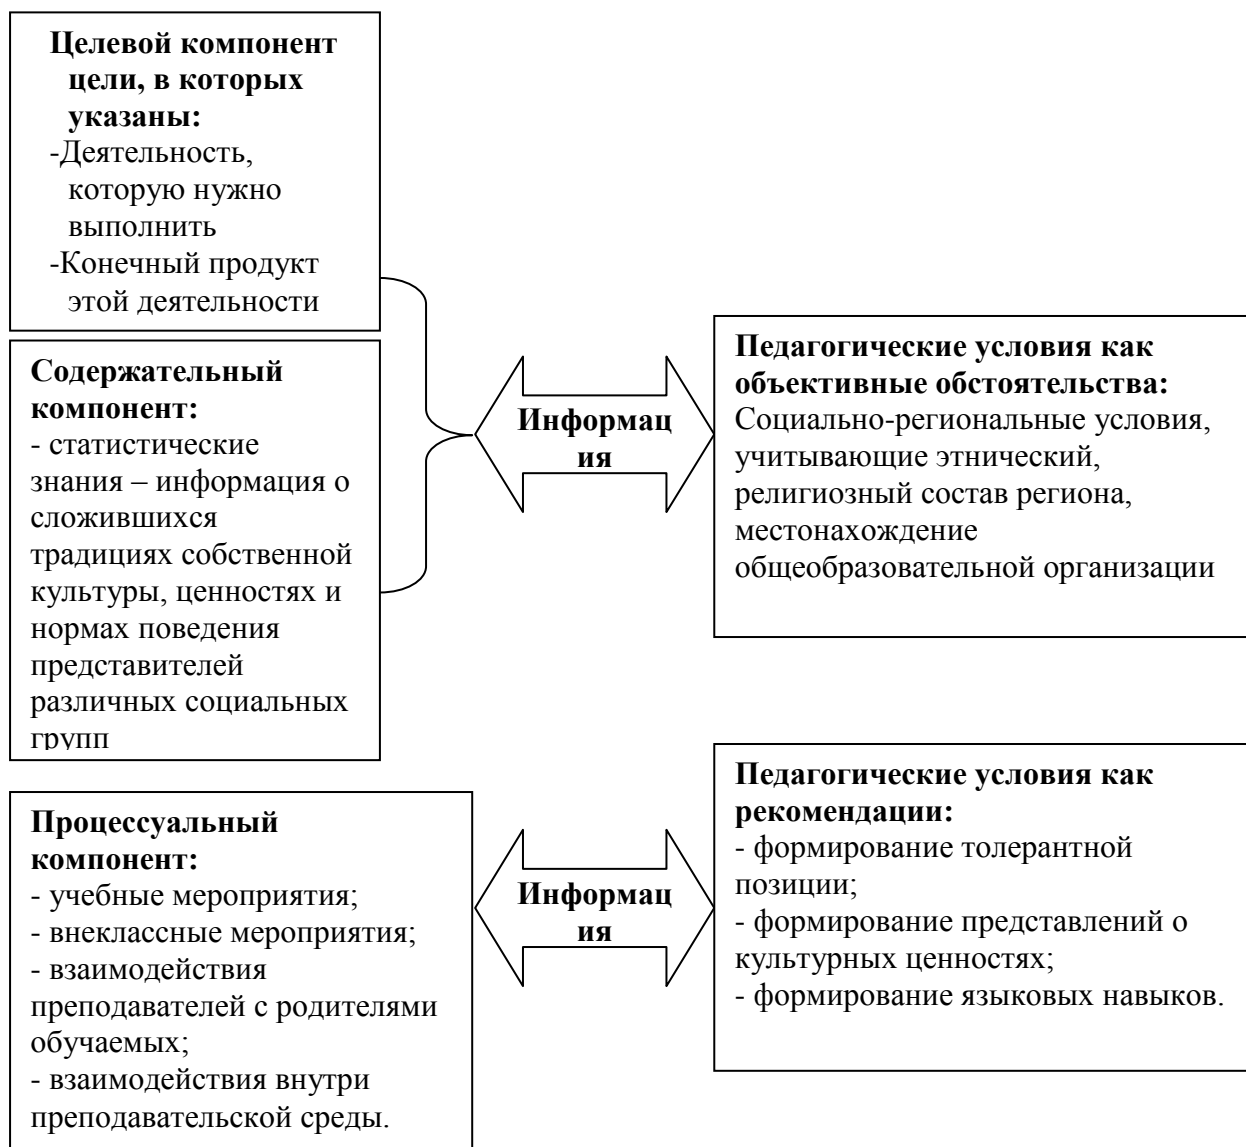 Целевой компонент
цели, в которых
указаны:
-Деятельность,
которую нужно
выполнить
-Конечный продукт
этой деятельности
Содержательный
компонент:
- статистические
знания – информация о
сложившихся
традициях собственной
культуры, ценностях и
нормах поведения
представителей
различных социальных
групп
Информац
ия
Педагогические условия как
объективные обстоятельства:
Социально-региональные условия,
учитывающие этнический,
религиозный состав региона,
местонахождение
общеобразовательной организации
Процессуальный
компонент:
- учебные мероприятия;
- внеклассные мероприятия;
- взаимодействия
преподавателей с родителями
обучаемых;
- взаимодействия внутри
преподавательской среды.
Информац
ия
Педагогические условия как
рекомендации:
- формирование толерантной
позиции;
- формирование представлений о
культурных ценностях;
- формирование языковых навыков.